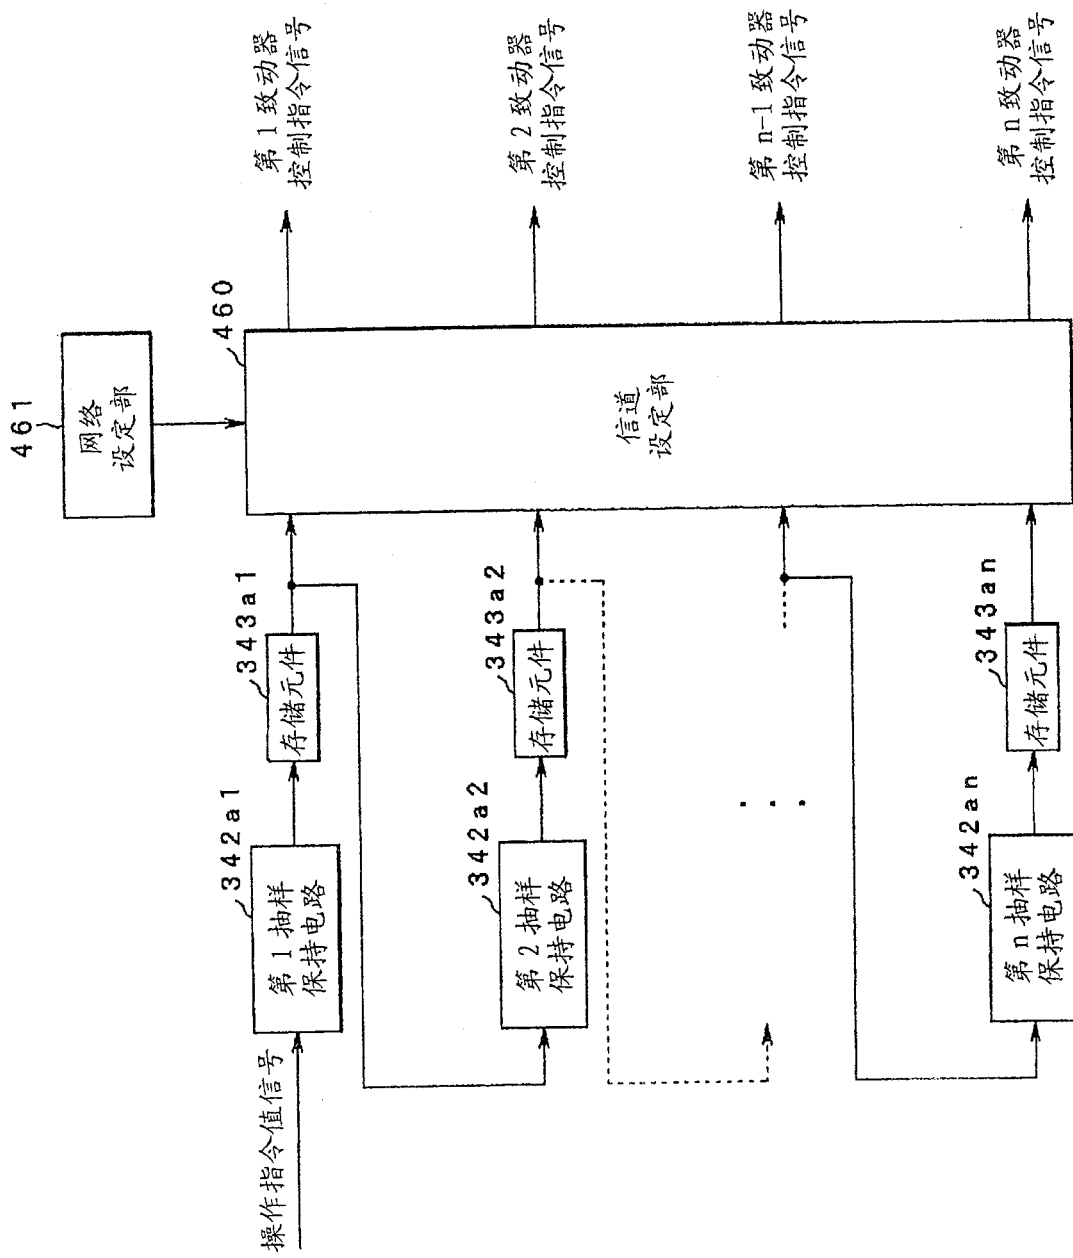 461
网络
设定部
460
信道
设定部
操作指令值信号
342a1
第1抽样
保持电路
343a1
存储元件
第1致动器
控制指令信号
342a2
第2抽样
保持电路
343a2
存储元件
第2致动器
控制指令信号
. . .
第n-1致动器
控制指令信号
342an
第n抽样
保持电路
343an
存储元件
第n致动器
控制指令信号